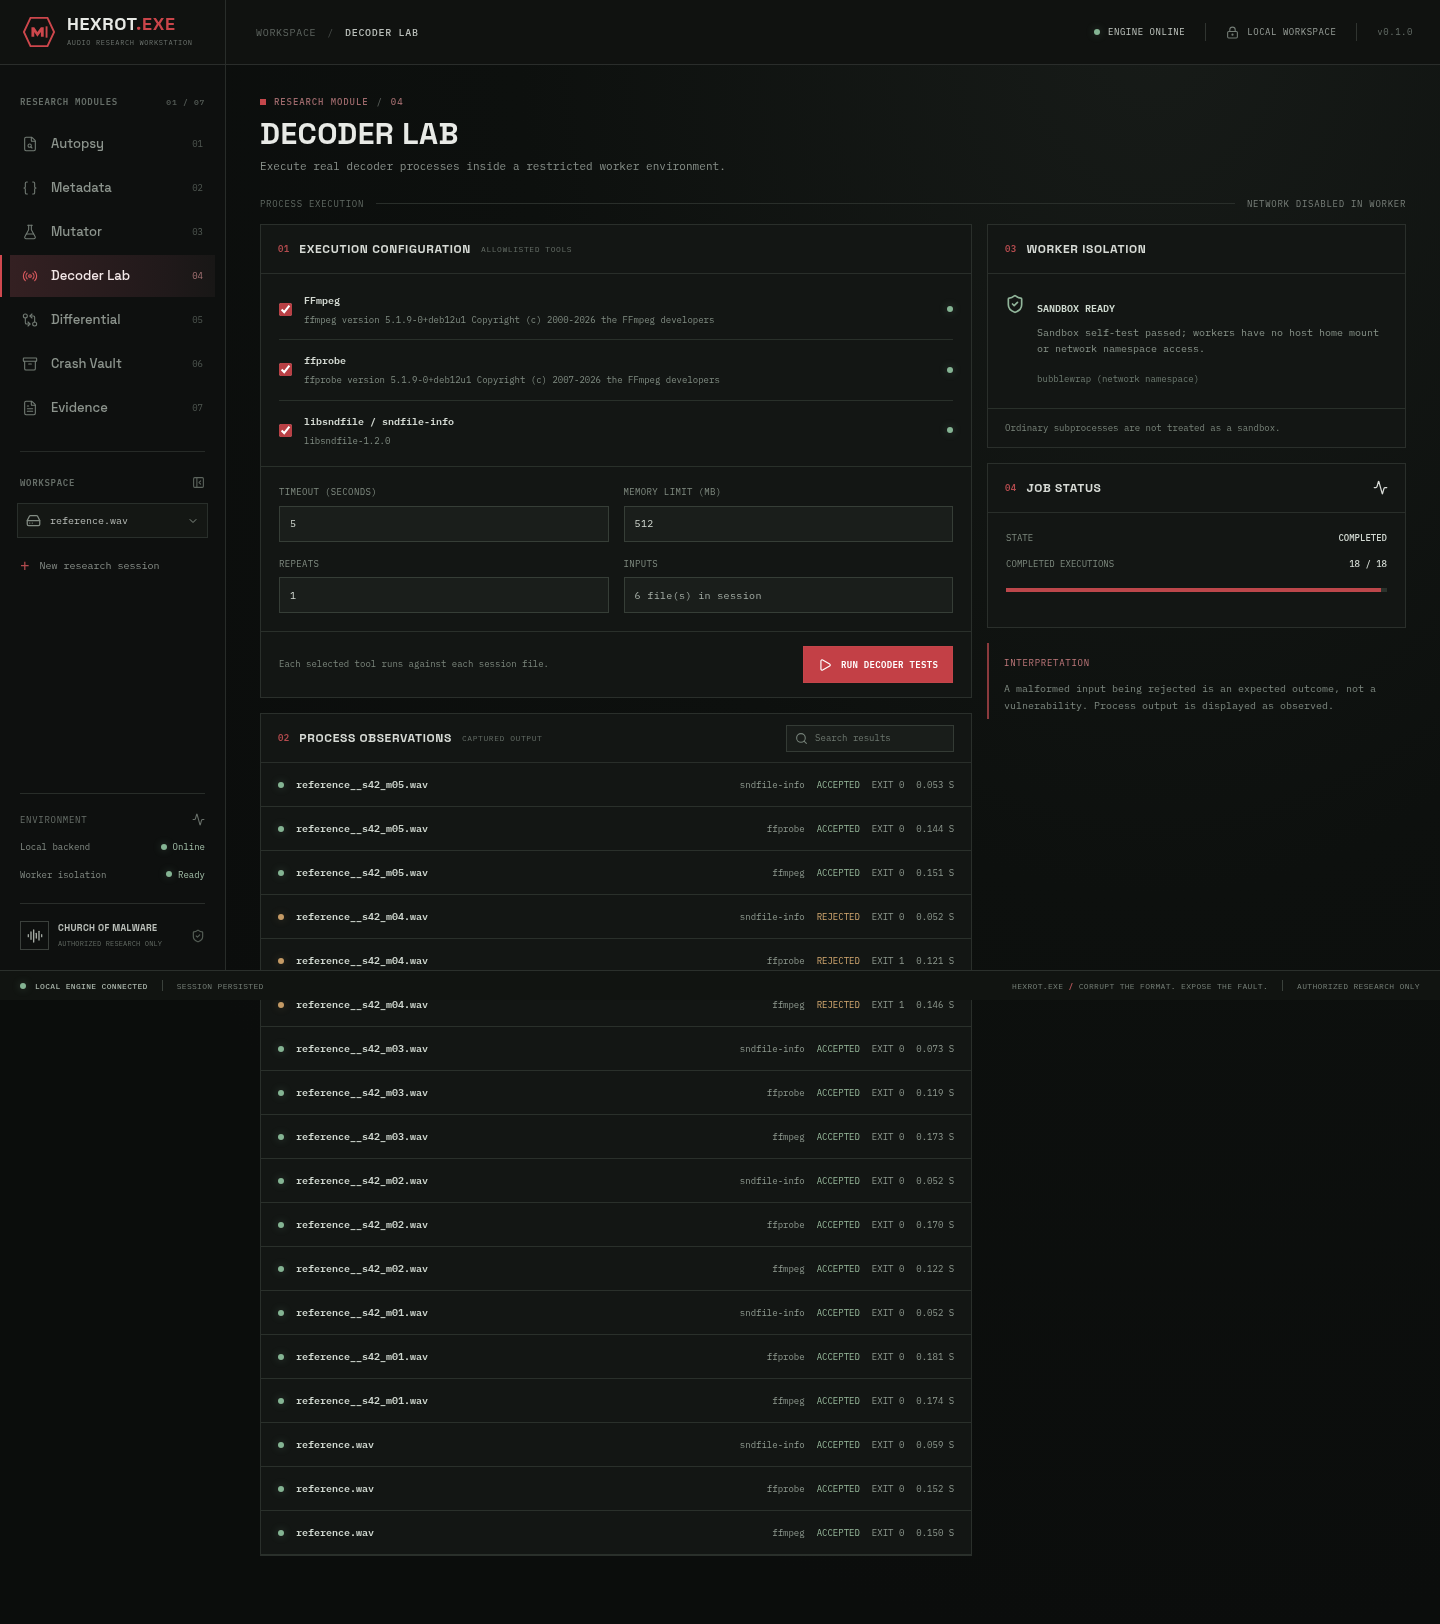 HEXROT.EXE
AUDIO RESEARCH WORKSTATION
WORKSPACE / DECODER LAB
ENGINE ONLINE
LOCAL WORKSPACE
v0.1.0
RESEARCH MODULES 01 / 07
Autopsy 01
Metadata 02
Mutator 03
Decoder Lab 04
Differential 05
Crash Vault 06
Evidence 07
WORKSPACE
reference.wav
+ New research session
ENVIRONMENT
Local backend Online
Worker isolation Ready
CHURCH OF MALWARE
AUTHORIZED RESEARCH ONLY
RESEARCH MODULE / 04
DECODER LAB
Execute real decoder processes inside a restricted worker environment.
PROCESS EXECUTION
NETWORK DISABLED IN WORKER
01 EXECUTION CONFIGURATION ALLOWLISTED TOOLS
FFmpeg
ffmpeg version 5.1.9-0+deb12u1 Copyright (c) 2000-2026 the FFmpeg developers
ffprobe
ffprobe version 5.1.9-0+deb12u1 Copyright (c) 2007-2026 the FFmpeg developers
libsndfile / sndfile-info
libsndfile-1.2.0
TIMEOUT (SECONDS) MEMORY LIMIT (MB)
5 512
REPEATS INPUTS
1 6 file(s) in session
Each selected tool runs against each session file.
RUN DECODER TESTS
02 PROCESS OBSERVATIONS CAPTURED OUTPUT
Search results
reference__s42_m05.wav sndfile-info ACCEPTED EXIT 0 0.053 S
reference__s42_m05.wav ffprobe ACCEPTED EXIT 0 0.144 S
reference__s42_m05.wav ffmpeg ACCEPTED EXIT 0 0.151 S
reference__s42_m04.wav sndfile-info REJECTED EXIT 0 0.052 S
reference__s42_m04.wav ffprobe REJECTED EXIT 1 0.121 S
reference__s42_m04.wav ffmpeg REJECTED EXIT 1 0.146 S
reference__s42_m03.wav sndfile-info ACCEPTED EXIT 0 0.073 S
reference__s42_m03.wav ffprobe ACCEPTED EXIT 0 0.119 S
reference__s42_m03.wav ffmpeg ACCEPTED EXIT 0 0.173 S
reference__s42_m02.wav sndfile-info ACCEPTED EXIT 0 0.052 S
reference__s42_m02.wav ffprobe ACCEPTED EXIT 0 0.170 S
reference__s42_m02.wav ffmpeg ACCEPTED EXIT 0 0.122 S
reference__s42_m01.wav sndfile-info ACCEPTED EXIT 0 0.052 S
reference__s42_m01.wav ffprobe ACCEPTED EXIT 0 0.181 S
reference__s42_m01.wav ffmpeg ACCEPTED EXIT 0 0.174 S
reference.wav sndfile-info ACCEPTED EXIT 0 0.059 S
reference.wav ffprobe ACCEPTED EXIT 0 0.152 S
reference.wav ffmpeg ACCEPTED EXIT 0 0.150 S
03 WORKER ISOLATION
SANDBOX READY
Sandbox self-test passed; workers have no host home mount
or network namespace access.
bubblewrap (network namespace)
Ordinary subprocesses are not treated as a sandbox.
04 JOB STATUS
STATE COMPLETED
COMPLETED EXECUTIONS 18 / 18
INTERPRETATION
A malformed input being rejected is an expected outcome, not a
vulnerability. Process output is displayed as observed.
LOCAL ENGINE CONNECTED
SESSION PERSISTED
HEXROT.EXE / CORRUPT THE FORMAT. EXPOSE THE FAULT.
AUTHORIZED RESEARCH ONLY